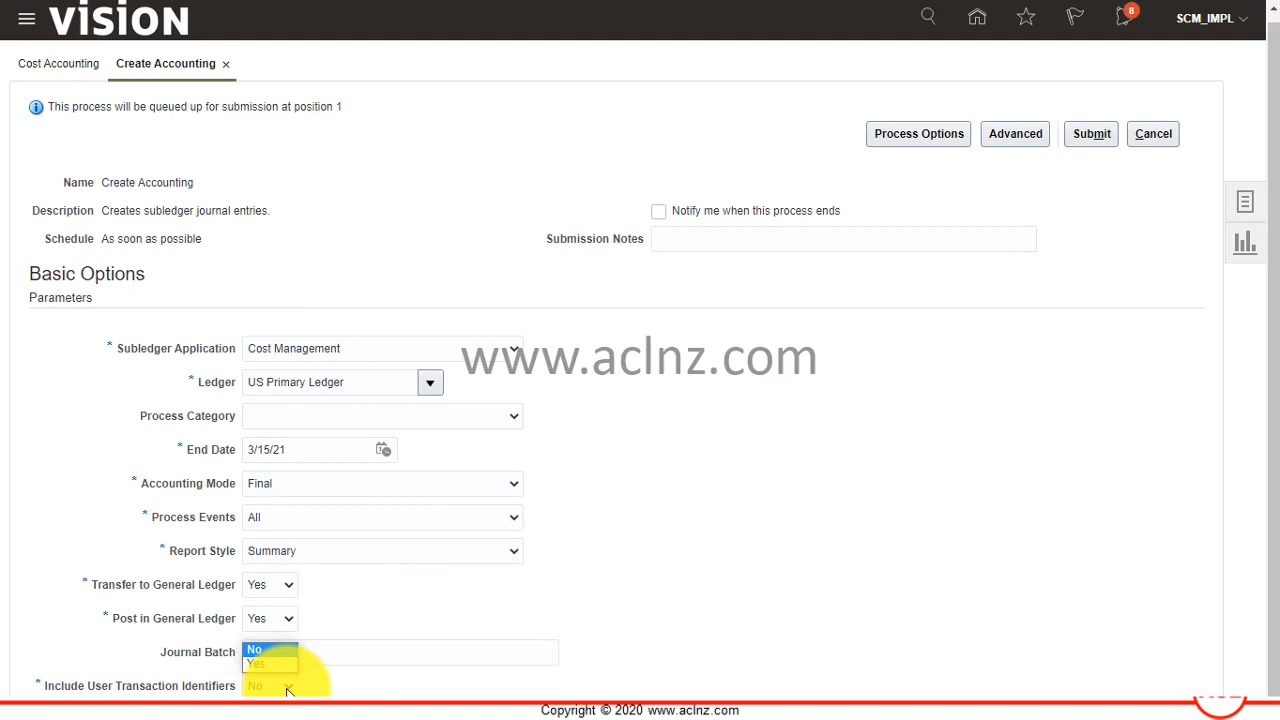 VISION
8
SCM_IMPL
Cost Accounting
Create Accounting ×
This process will be queued up for submission at position 1
Process Options Advanced Submit Cancel
Name Create Accounting
Description Creates subledger journal entries.
Notify me when this process ends
Schedule As soon as possible
Submission Notes
Basic Options
Parameters
* Subledger Application Cost Management
www.aclnz.com
* Ledger US Primary Ledger
Process Category
* End Date 3/15/21
* Accounting Mode Final
* Process Events All
* Report Style Summary
* Transfer to General Ledger Yes
* Post in General Ledger Yes
Journal Batch
No
Yes
* Include User Transaction Identifiers No
Copyright © 2020 www.aclnz.com